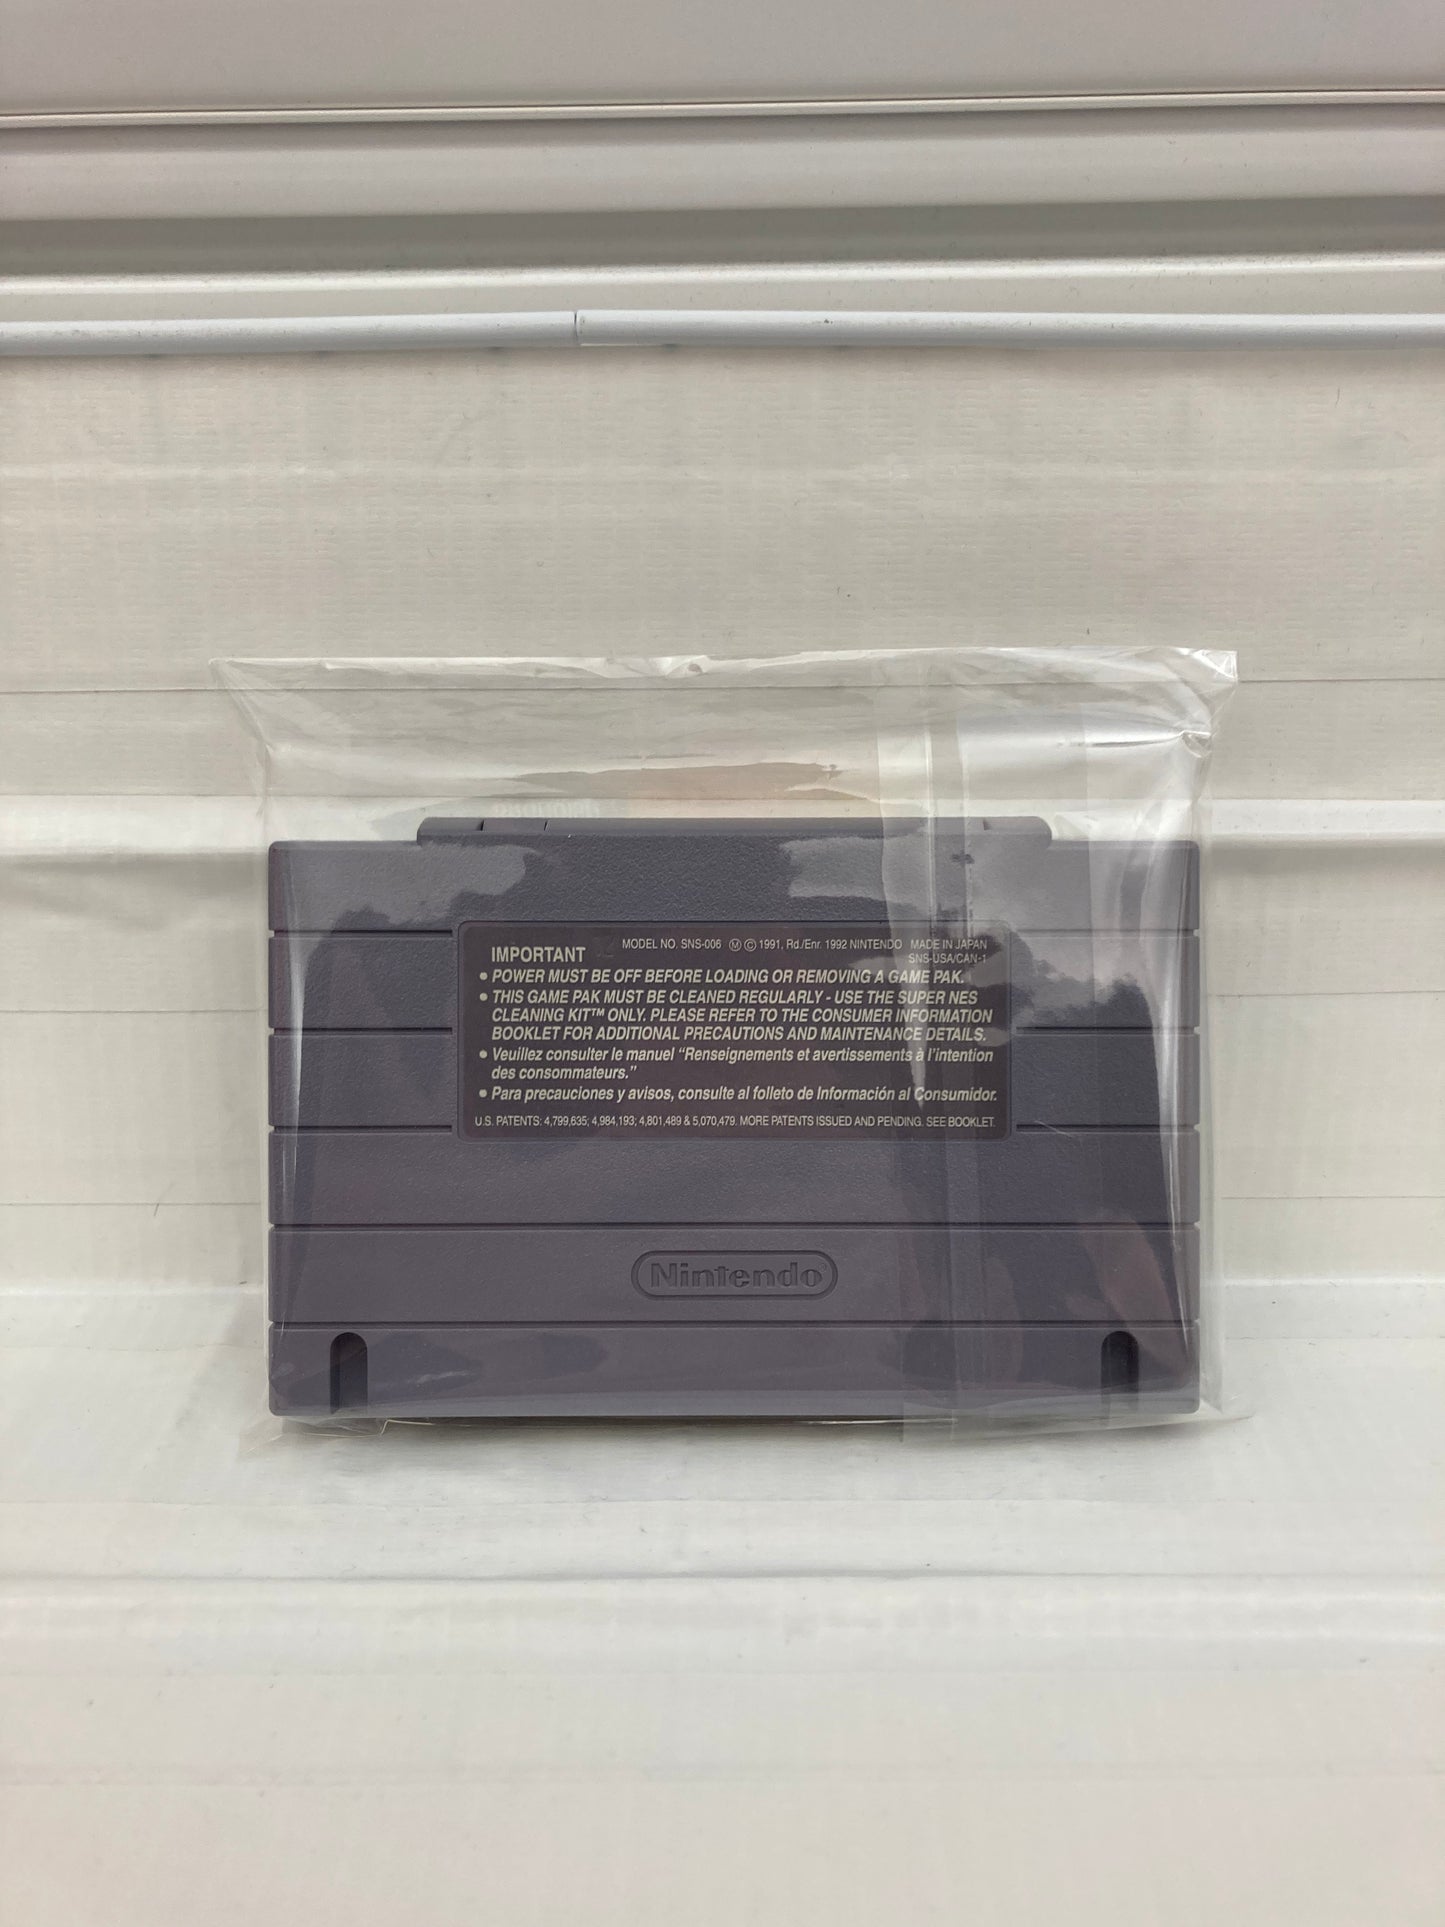 IMPORTANT MODEL NO. SNS-006 Ⓜ © 1991, Rd./Enr. 1992 NINTENDO MADE IN JAPAN
SNS-USA/CAN-1
• POWER MUST BE OFF BEFORE LOADING OR REMOVING A GAME PAK.
• THIS GAME PAK MUST BE CLEANED REGULARLY - USE THE SUPER NES
CLEANING KIT™ ONLY. PLEASE REFER TO THE CONSUMER INFORMATION
BOOKLET FOR ADDITIONAL PRECAUTIONS AND MAINTENANCE DETAILS.
• Veuillez consulter le manuel “Renseignements et avertissements à l’intention
des consommateurs.”
• Para precauciones y avisos, consulte al folleto de Información al Consumidor.
U.S. PATENTS: 4,799,635; 4,984,193; 4,801,489 & 5,070,479. MORE PATENTS ISSUED AND PENDING. SEE BOOKLET.
Nintendo®